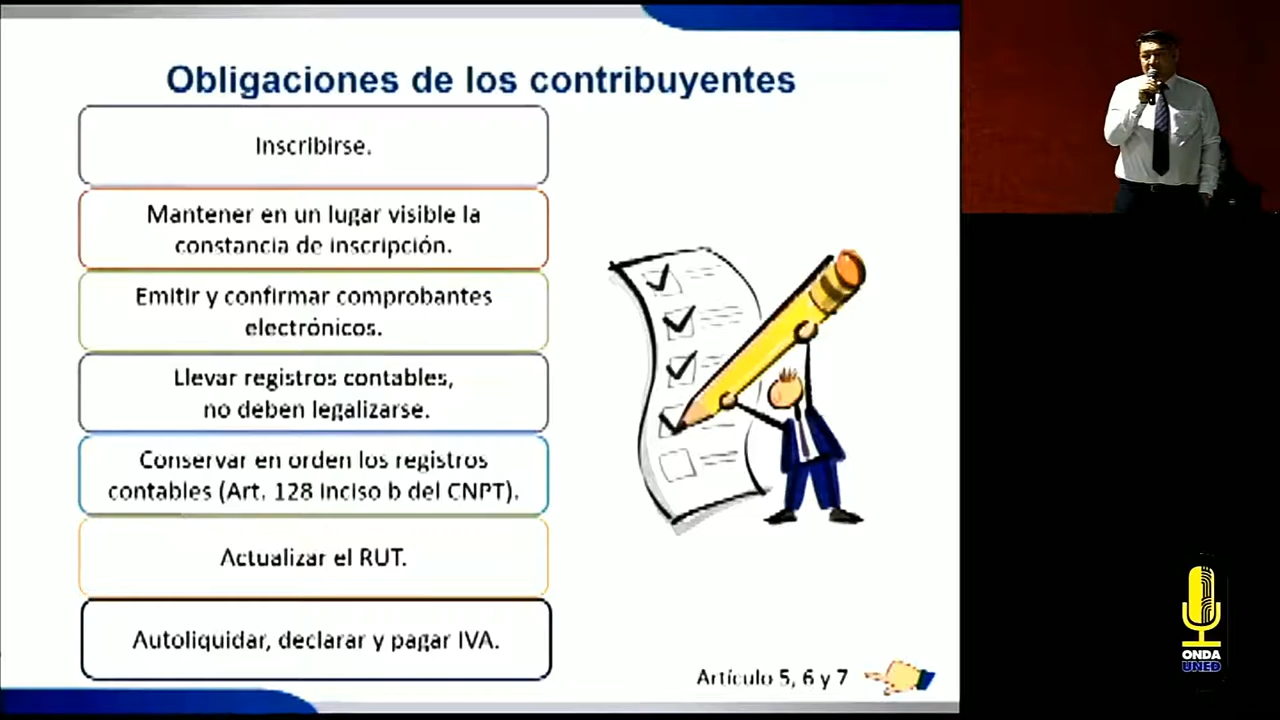 Obligaciones de los contribuyentes
Inscribirse.
Mantener en un lugar visible la
constancia de inscripción.
Emitir y confirmar comprobantes
electrónicos.
Llevar registros contables,
no deben legalizarse.
Conservar en orden los registros
contables (Art. 128 inciso b del CNPT).
Actualizar el RUT.
Autoliquidar, declarar y pagar IVA.
Artículo 5, 6 y 7
ONDA
UNED